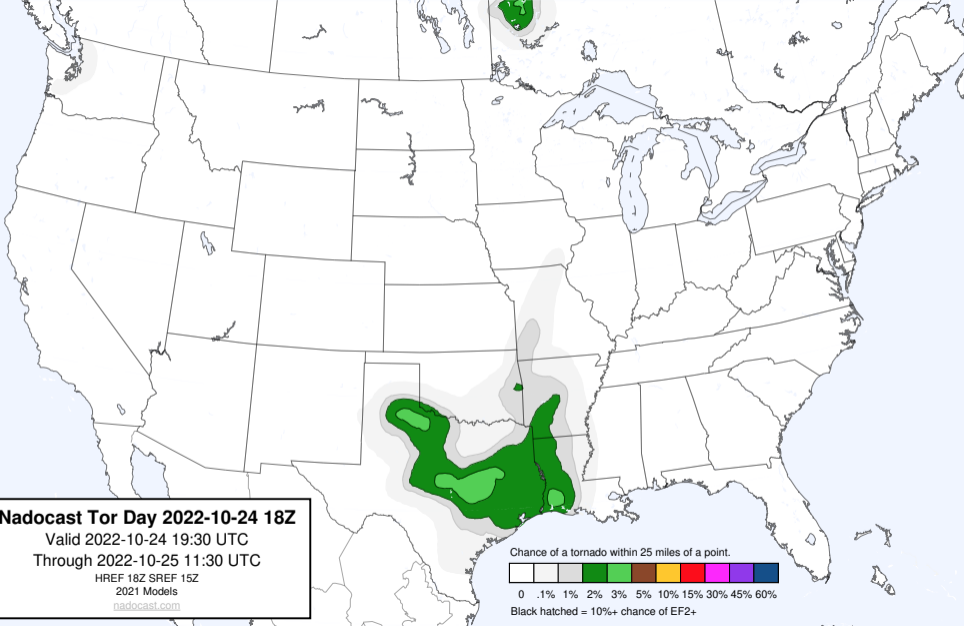 Nadocast Tor Day 2022-10-24 18Z
Valid 2022-10-24 19:30 UTC
Through 2022-10-25 11:30 UTC
HREF 18Z SREF 15Z
2021 Models
nadocast.com
Chance of a tornado within 25 miles of a point.
0 .1% 1% 2% 3% 5% 10% 15% 30% 45% 60%
Black hatched = 10%+ chance of EF2+